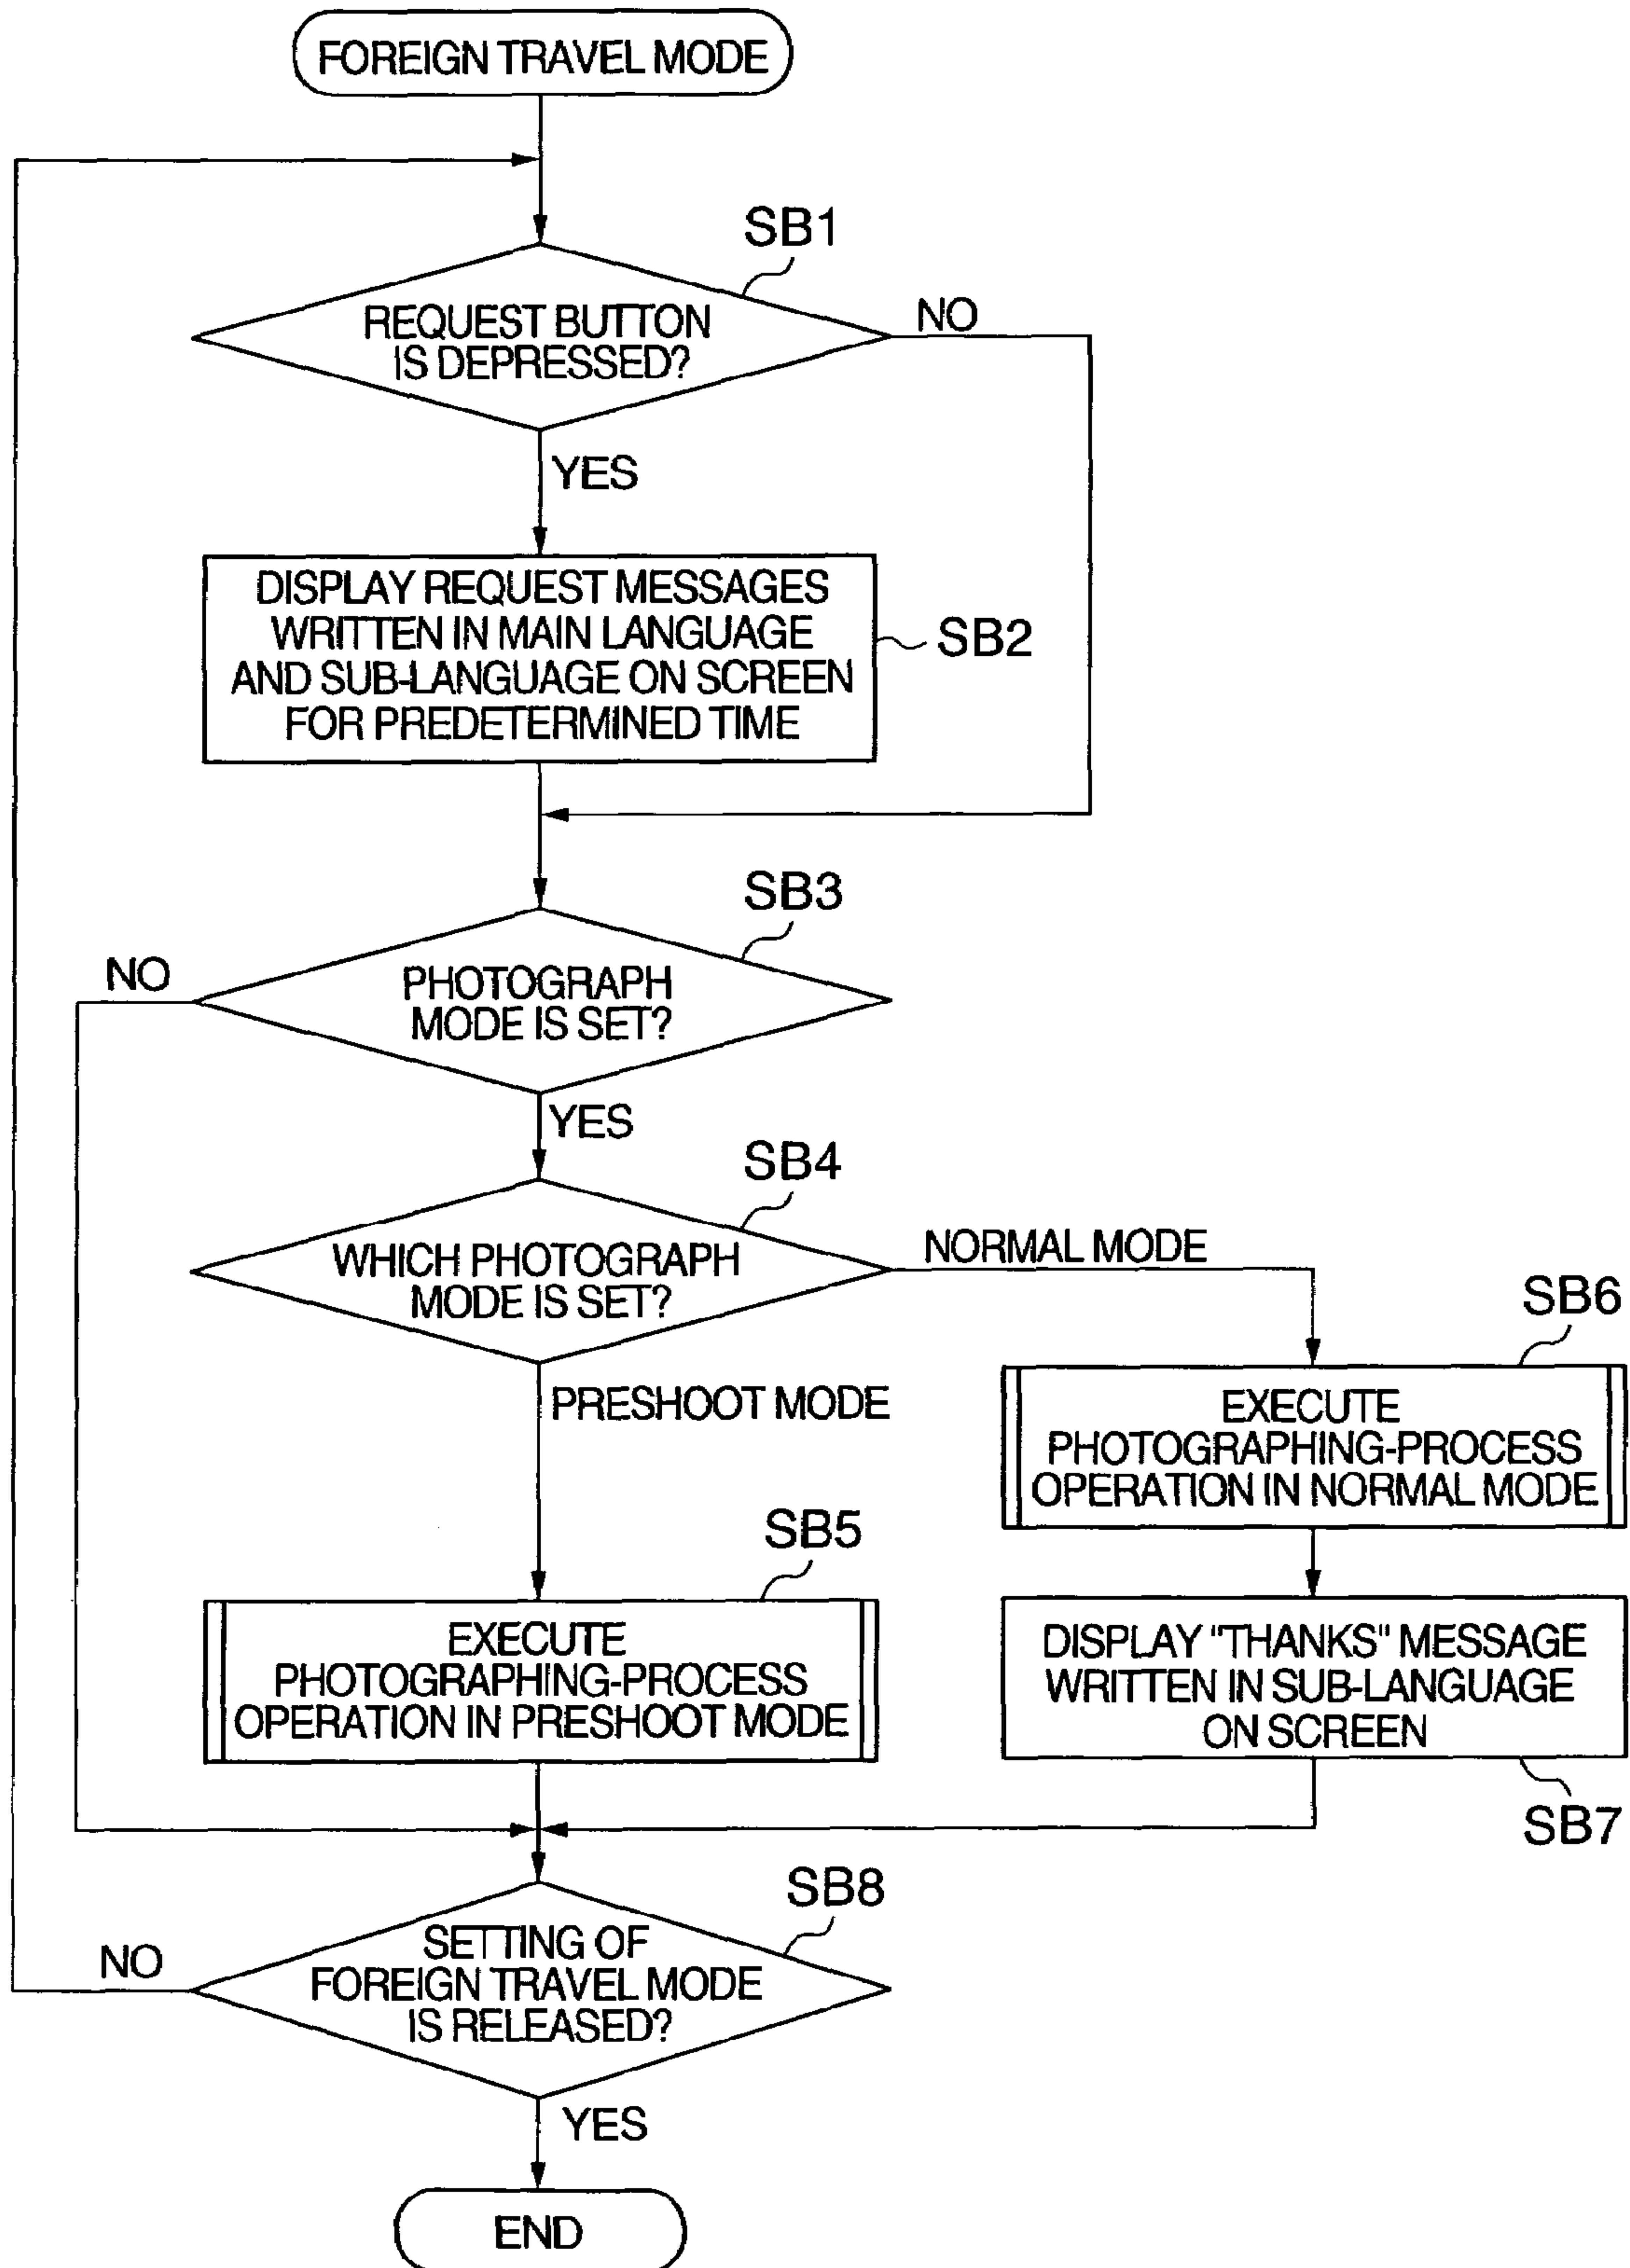 FOREIGN TRAVEL MODE
SB1
REQUEST BUTTON
IS DEPRESSED?
NO
YES
DISPLAY REQUEST MESSAGES
WRITTEN IN MAIN LANGUAGE
AND SUB-LANGUAGE ON SCREEN
FOR PREDETERMINED TIME
SB2
SB3
NO
PHOTOGRAPH
MODE IS SET?
YES
SB4
WHICH PHOTOGRAPH
MODE IS SET?
NORMAL MODE
PRESHOOT MODE
SB6
EXECUTE
PHOTOGRAPHING-PROCESS
OPERATION IN NORMAL MODE
SB5
EXECUTE
PHOTOGRAPHING-PROCESS
OPERATION IN PRESHOOT MODE
DISPLAY "THANKS" MESSAGE
WRITTEN IN SUB-LANGUAGE
ON SCREEN
SB7
SB8
NO
SETTING OF
FOREIGN TRAVEL MODE
IS RELEASED?
YES
END